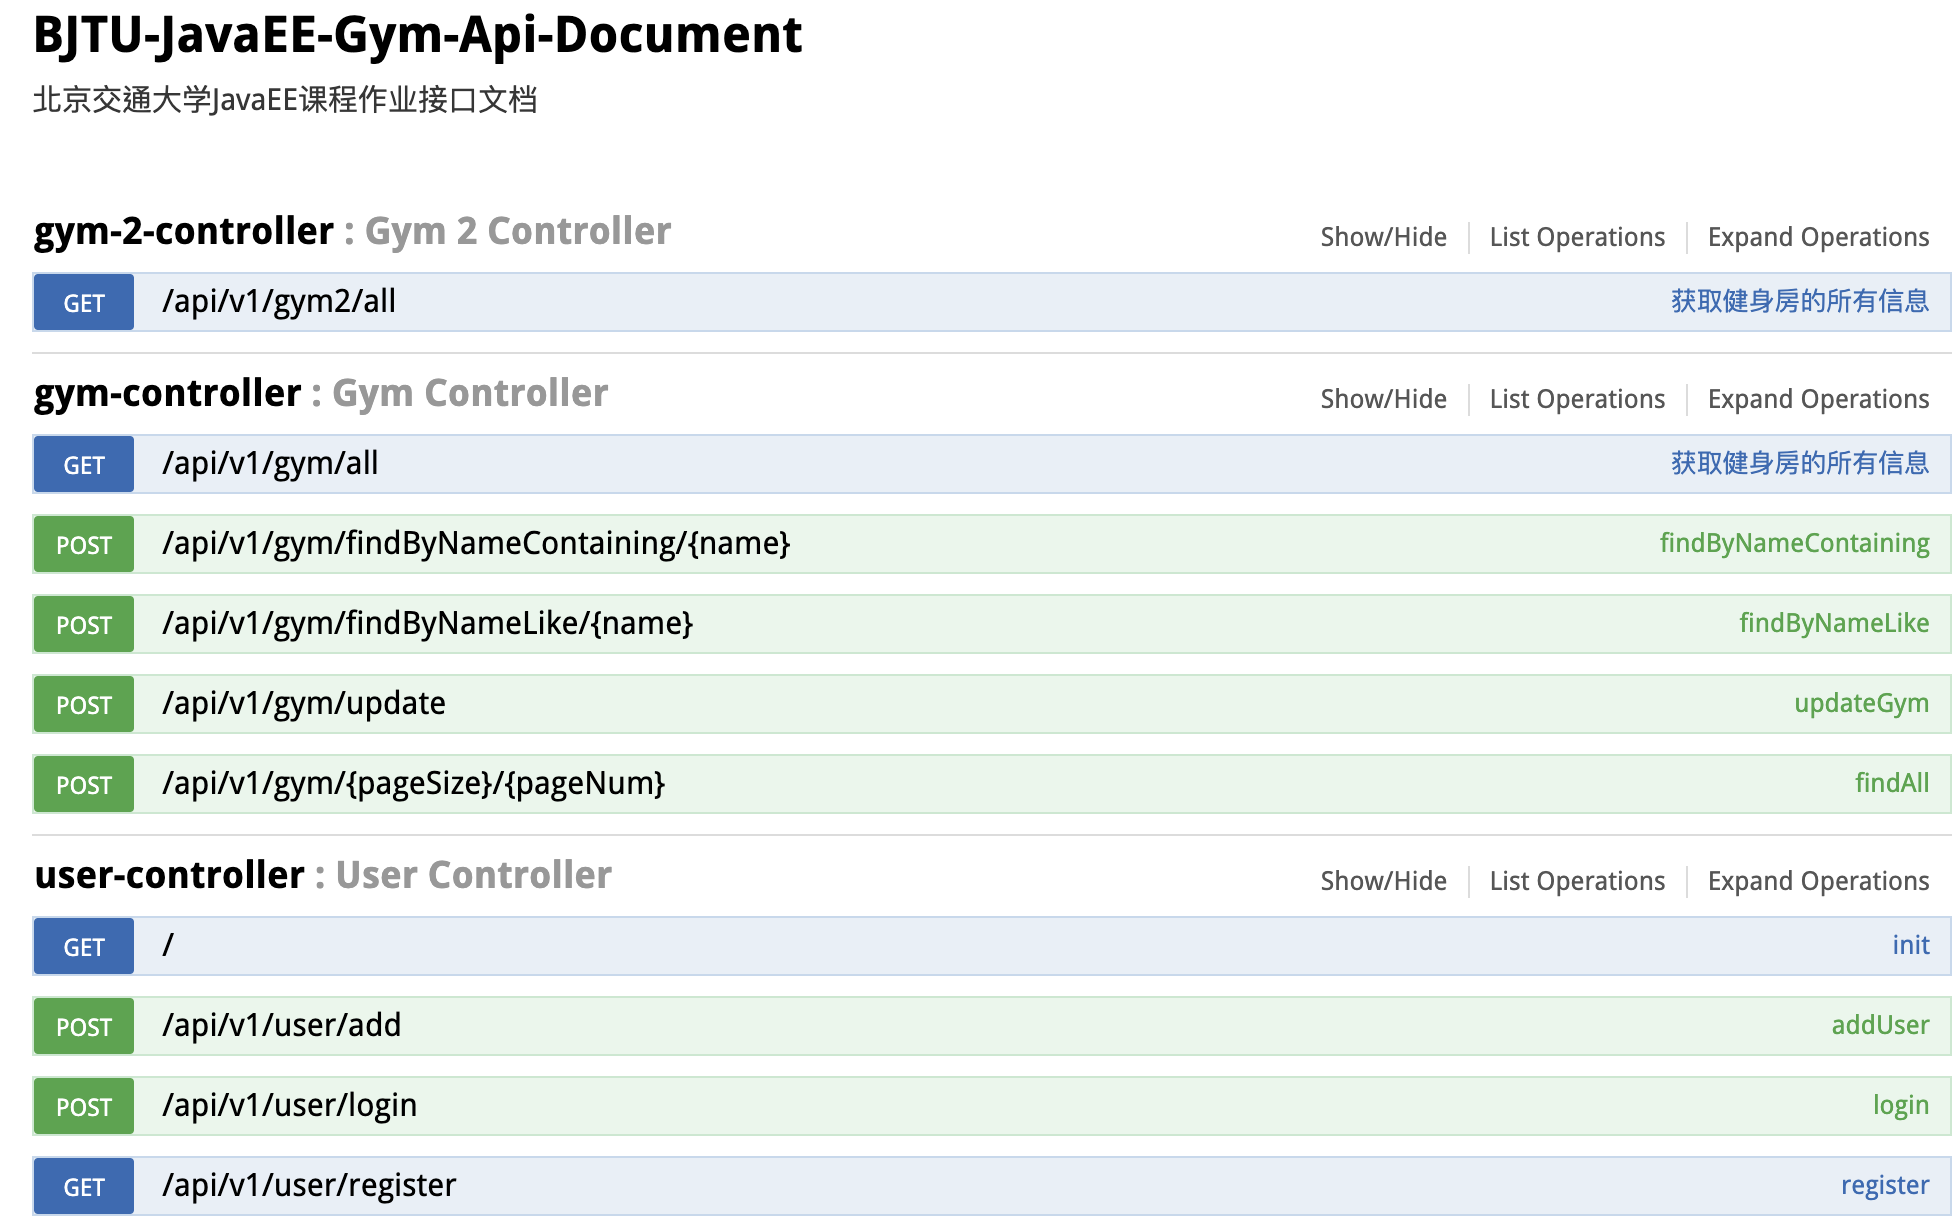 BJTU-JavaEE-Gym-Api-Document
北京交通大学JavaEE课程作业接口文档
gym-2-controller : Gym 2 Controller Show/Hide List Operations Expand Operations
GET /api/v1/gym2/all 获取健身房的所有信息
gym-controller : Gym Controller Show/Hide List Operations Expand Operations
GET /api/v1/gym/all 获取健身房的所有信息
POST /api/v1/gym/findByNameContaining/{name} findByNameContaining
POST /api/v1/gym/findByNameLike/{name} findByNameLike
POST /api/v1/gym/update updateGym
POST /api/v1/gym/{pageSize}/{pageNum} findAll
user-controller : User Controller Show/Hide List Operations Expand Operations
GET / init
POST /api/v1/user/add addUser
POST /api/v1/user/login login
GET /api/v1/user/register register